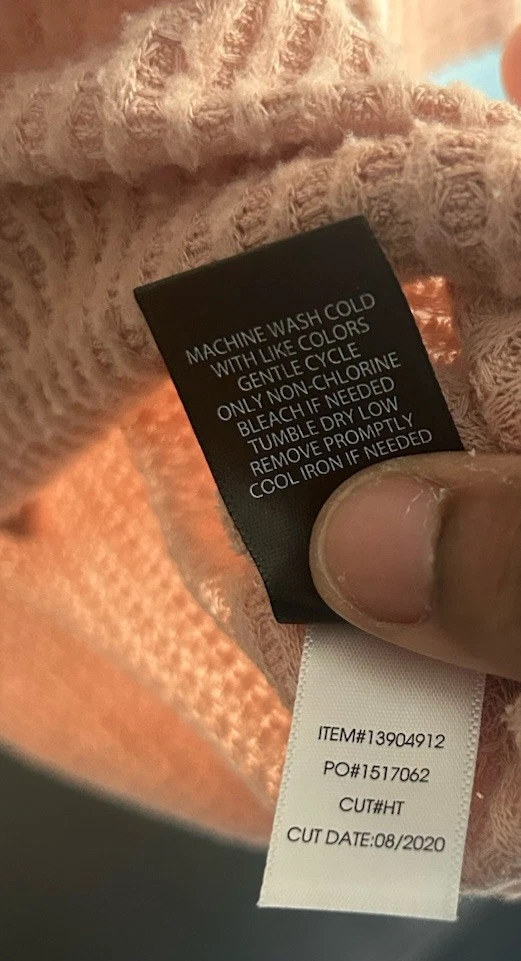 MACHINE WASH COLD
WITH LIKE COLORS
GENTLE CYCLE
ONLY NON-CHLORINE
BLEACH IF NEEDED
TUMBLE DRY LOW
REMOVE PROMPTLY
COOL IRON IF NEEDED
ITEM#13904912
PO#1517062
CUT#HT
CUT DATE:08/2020